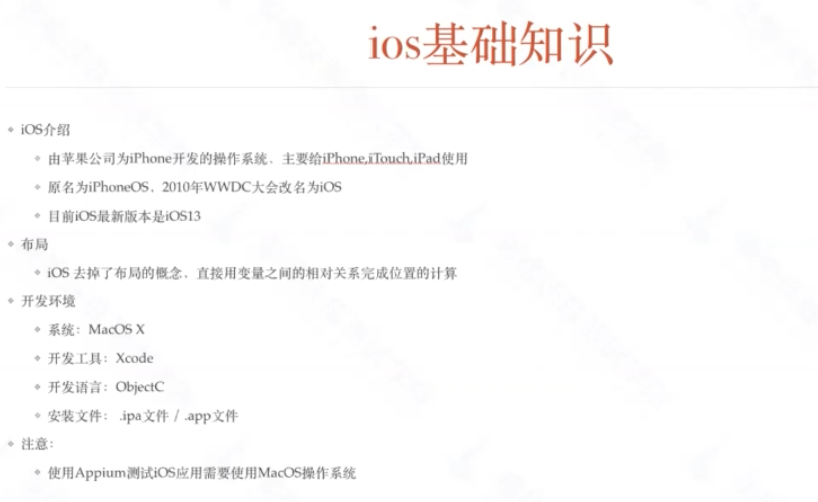 ios基础知识
iOS介绍
由苹果公司为iPhone开发的操作系统、主要给iPhone,iTouch,iPad使用
原名为iPhoneOS、2010年WWDC大会改名为iOS
目前iOS最新版本是iOS13
布局
iOS 去掉了布局的概念、直接用变量之间的相对关系完成位置的计算
开发环境
系统：MacOS X
开发工具：Xcode
开发语言：ObjectC
安装文件： .ipa文件 / .app文件
注意：
使用Appium测试iOS应用需要使用MacOS操作系统